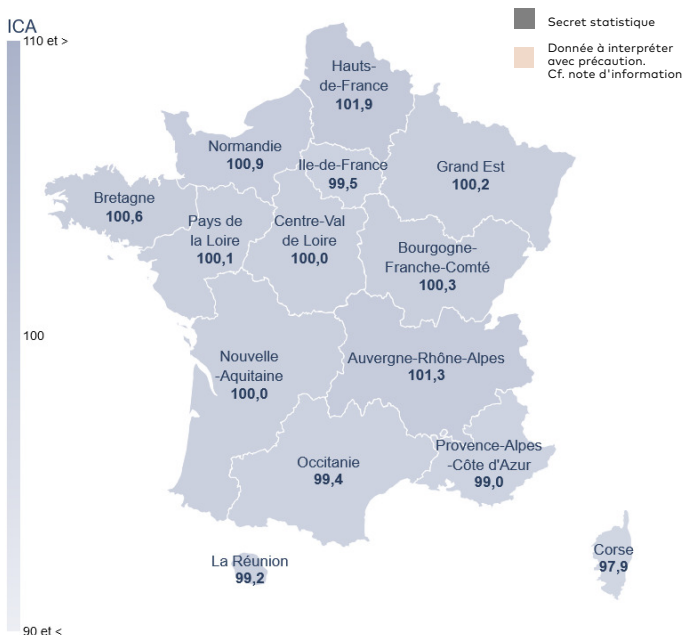 ICA
110 et >
100
90 et <
Secret statistique
Donnée à interpréter
avec précaution.
Cf. note d'information
Hauts-
de-France
101,9
Normandie
100,9
Ile-de-France
99,5
Grand Est
100,2
Bretagne
100,6
Pays de
la Loire
100,1
Centre-Val
de Loire
100,0
Bourgogne-
Franche-Comté
100,3
Nouvelle
-Aquitaine
100,0
Auvergne-Rhône-Alpes
101,3
Occitanie
99,4
Provence-Alpes
-Côte d'Azur
99,0
La Réunion
99,2
Corse
97,9